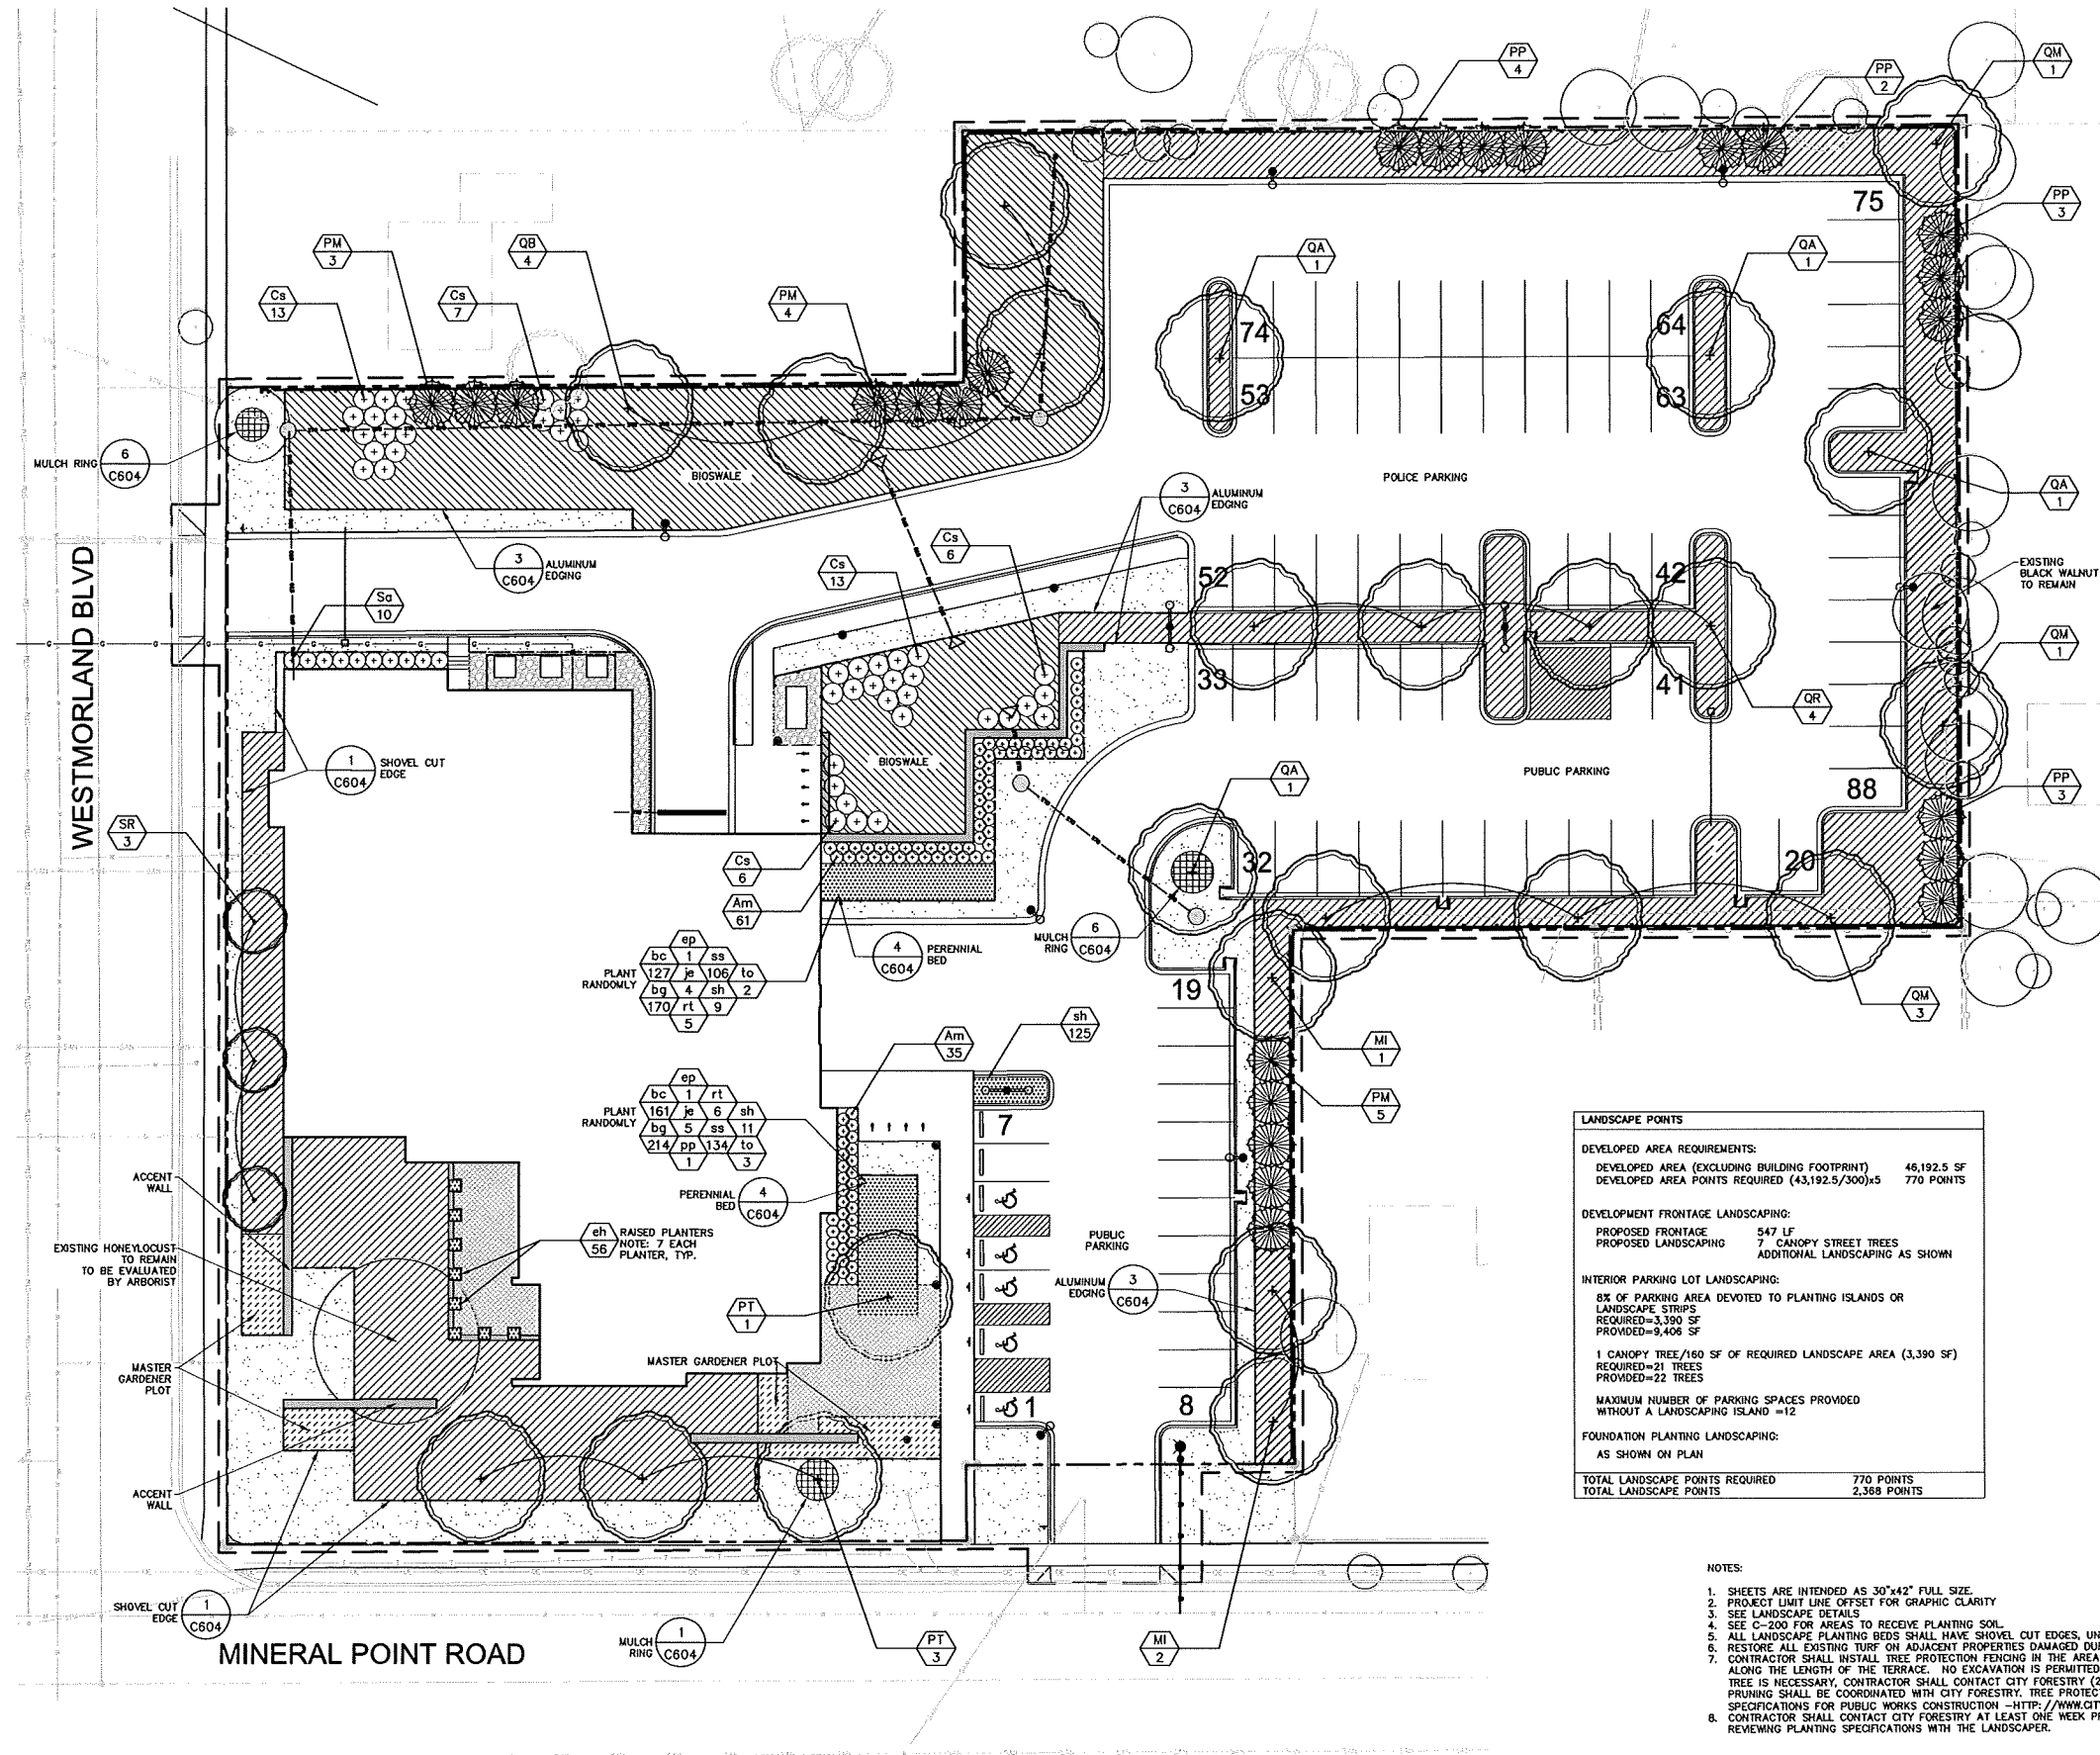 PP
4
QM
1
PP
2
PP
3
75
PM
3
QB
4
QA
1
QA
1
Cs
13
Cs
7
PM
4
74
64
53
63
MULCH RING
6
C604
BIOSWALE
POLICE PARKING
3
C604
ALUMINUM
EDGING
QA
1
3
C604
ALUMINUM
EDGING
Cs
6
Cs
13
52
42
EXISTING
BLACK WALNUT
TO REMAIN
Sa
10
WESTMORLAND BLVD
QM
1
33
41
QR
4
1
C604
SHOVEL CUT
EDGE
BIOSWALE
QA
1
PUBLIC PARKING
88
PP
3
SR
3
Cs
6
32
20
Am
61
MULCH
RING
6
C604
4
C604
PERENNIAL
BED
PLANT
RANDOMLY
ep
1
bc
127
ss
106
je
4
to
2
bg
170
sh
9
rt
5
19
QM
3
sh
125
Am
35
MI
1
PM
5
PLANT
RANDOMLY
ep
1
bc
161
rt
6
je
5
sh
11
bg
214
ss
134
pp
1
to
3
7
ACCENT
WALL
PERENNIAL
BED
4
C604
EXISTING HONEYLOCUST
TO REMAIN
TO BE EVALUATED
BY ARBORIST
eh
56
RAISED PLANTERS
NOTE: 7 EACH
PLANTER, TYP.
PUBLIC
PARKING
ALUMINUM
EDGING
3
C604
PT
1
MASTER
GARDENER
PLOT
MASTER GARDENER PLOT
1
8
ACCENT
WALL
LANDSCAPE POINTS
DEVELOPED AREA REQUIREMENTS:
DEVELOPED AREA (EXCLUDING BUILDING FOOTPRINT) 46,192.5 SF
DEVELOPED AREA POINTS REQUIRED (43,192.5/300)x5 770 POINTS
DEVELOPMENT FRONTAGE LANDSCAPING:
PROPOSED FRONTAGE 547 LF
PROPOSED LANDSCAPING 7 CANOPY STREET TREES
ADDITIONAL LANDSCAPING AS SHOWN
INTERIOR PARKING LOT LANDSCAPING:
8% OF PARKING AREA DEVOTED TO PLANTING ISLANDS OR
LANDSCAPE STRIPS
REQUIRED=3,390 SF
PROVIDED=9,406 SF
1 CANOPY TREE/160 SF OF REQUIRED LANDSCAPE AREA (3,390 SF)
REQUIRED=21 TREES
PROVIDED=22 TREES
MAXIMUM NUMBER OF PARKING SPACES PROVIDED
WITHOUT A LANDSCAPING ISLAND =12
FOUNDATION PLANTING LANDSCAPING:
AS SHOWN ON PLAN
TOTAL LANDSCAPE POINTS REQUIRED 770 POINTS
TOTAL LANDSCAPE POINTS 2,368 POINTS
SHOVEL CUT
EDGE
1
C604
MINERAL POINT ROAD
MULCH
RING
1
C604
PT
3
MI
2
NOTES:
1. SHEETS ARE INTENDED AS 30"x42" FULL SIZE.
2. PROJECT LIMIT LINE OFFSET FOR GRAPHIC CLARITY
3. SEE LANDSCAPE DETAILS
4. SEE C-200 FOR AREAS TO RECEIVE PLANTING SOIL.
5. ALL LANDSCAPE PLANTING BEDS SHALL HAVE SHOVEL CUT EDGES, UN
6. RESTORE ALL EXISTING TURF ON ADJACENT PROPERTIES DAMAGED DU
7. CONTRACTOR SHALL INSTALL TREE PROTECTION FENCING IN THE AREA
ALONG THE LENGTH OF THE TERRACE. NO EXCAVATION IS PERMITTED
TREE IS NECESSARY, CONTRACTOR SHALL CONTACT CITY FORESTRY (2
PRUNING SHALL BE COORDINATED WITH CITY FORESTRY. TREE PROTEC
SPECIFICATIONS FOR PUBLIC WORKS CONSTRUCTION -HTTP://WWW.CIT
8. CONTRACTOR SHALL CONTACT CITY FORESTRY AT LEAST ONE WEEK P
REVIEWING PLANTING SPECIFICATIONS WITH THE LANDSCAPER.